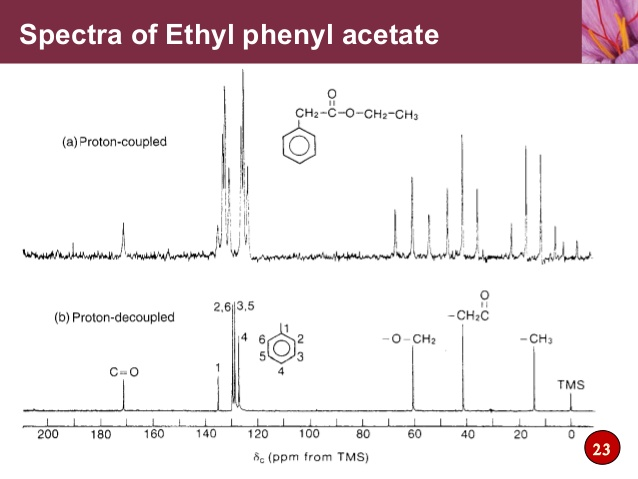 Spectra of Ethyl phenyl acetate
O
CH₂-C-O-CH₂-CH₃
(a) Proton-coupled
(b) Proton-decoupled
2,6 3,5
4
1
6 2
5 3
4
O
-CH₂C
-O-CH₂
-CH₃
C=O
1
TMS
200 180 160 140 120 100 80 60 40 20 0
δC (ppm from TMS)
23